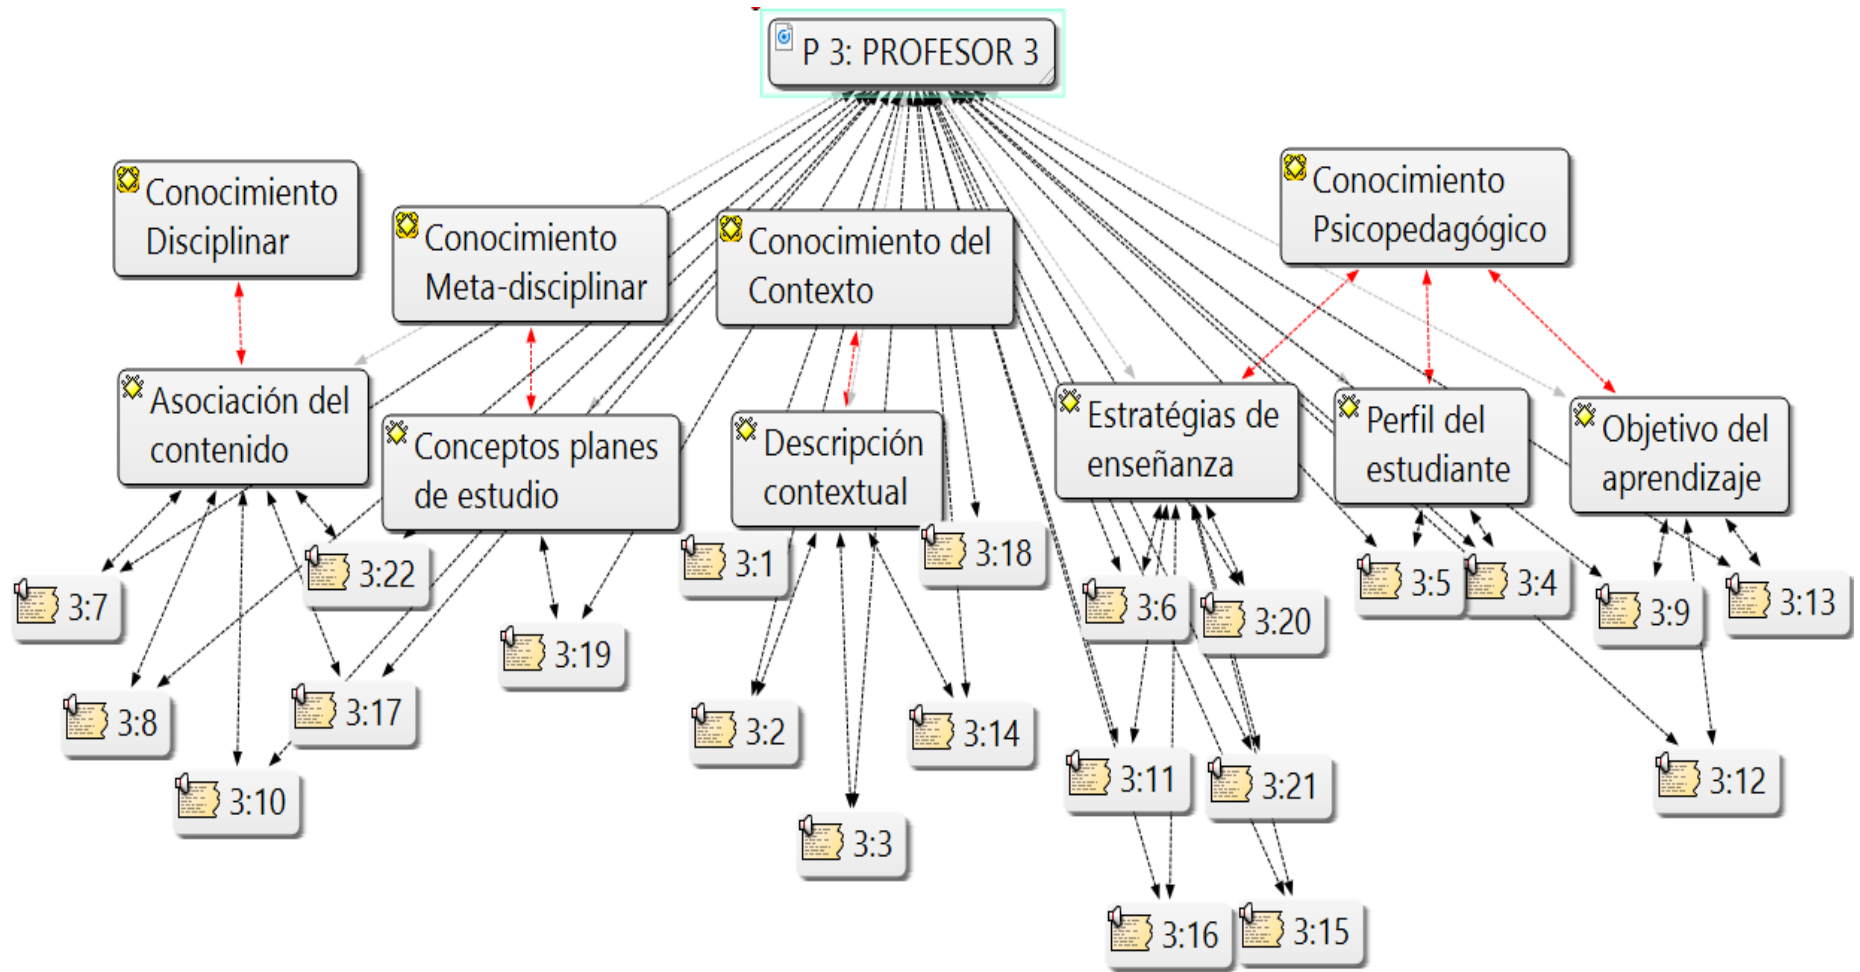 P 3: PROFESOR 3
Conocimiento
Disciplinar
Conocimiento
Meta-disciplinar
Conocimiento del
Contexto
Conocimiento
Psicopedagógico
Asociación del
contenido
Conceptos planes
de estudio
Descripción
contextual
Estratégias de
enseñanza
Perfil del
estudiante
Objetivo del
aprendizaje
3:7
3:22
3:19
3:1
3:18
3:6
3:20
3:5
3:4
3:9
3:13
3:8
3:17
3:10
3:2
3:14
3:3
3:11
3:21
3:12
3:16
3:15